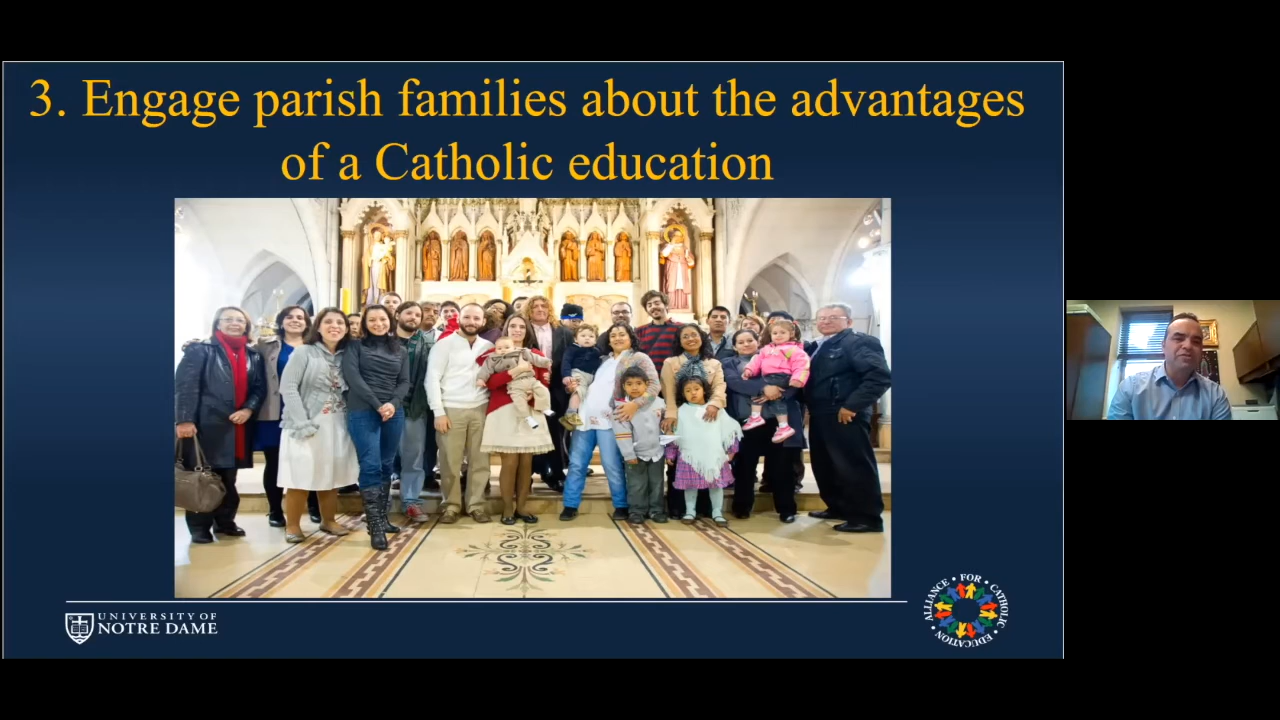 3. Engage parish families about the advantages
of a Catholic education
UNIVERSITY OF
NOTRE DAME
ALLIANCE • FOR • CATHOLIC • EDUCATION •